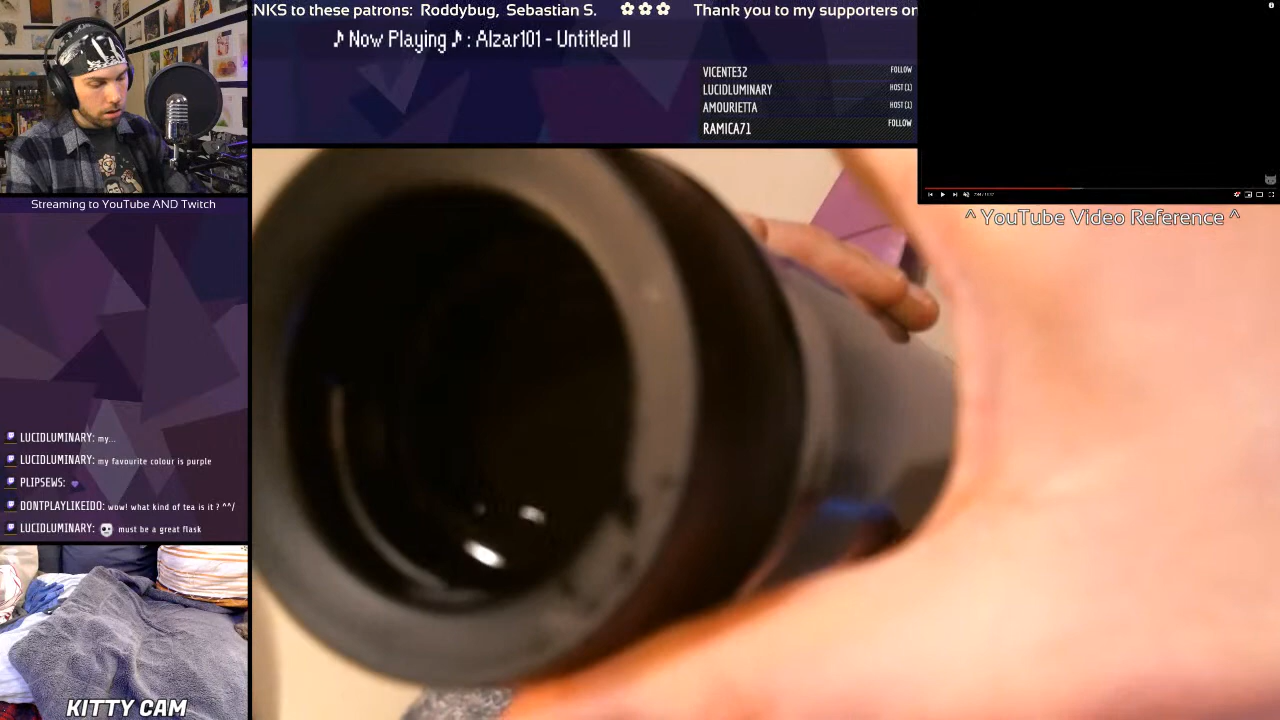 NKS to these patrons: Roddybug, Sebastian S. ✿ ✿ ✿ Thank you to my supporters or
♪ Now Playing ♪ : Alzar101 - Untitled II
VICENTE32 FOLLOW
LUCIDLUMINARY HOST (1)
AMOURIETTA HOST (1)
RAMICA71 FOLLOW
^ YouTube Video Reference ^
Streaming to YouTube AND Twitch
LUCIDLUMINARY: my...
LUCIDLUMINARY: my favourite colour is purple
PLIPSEWS: 💜
DONTPLAYLIKEIDO: wow! what kind of tea is it ? ^^/
LUCIDLUMINARY: must be a great flask
KITTY CAM